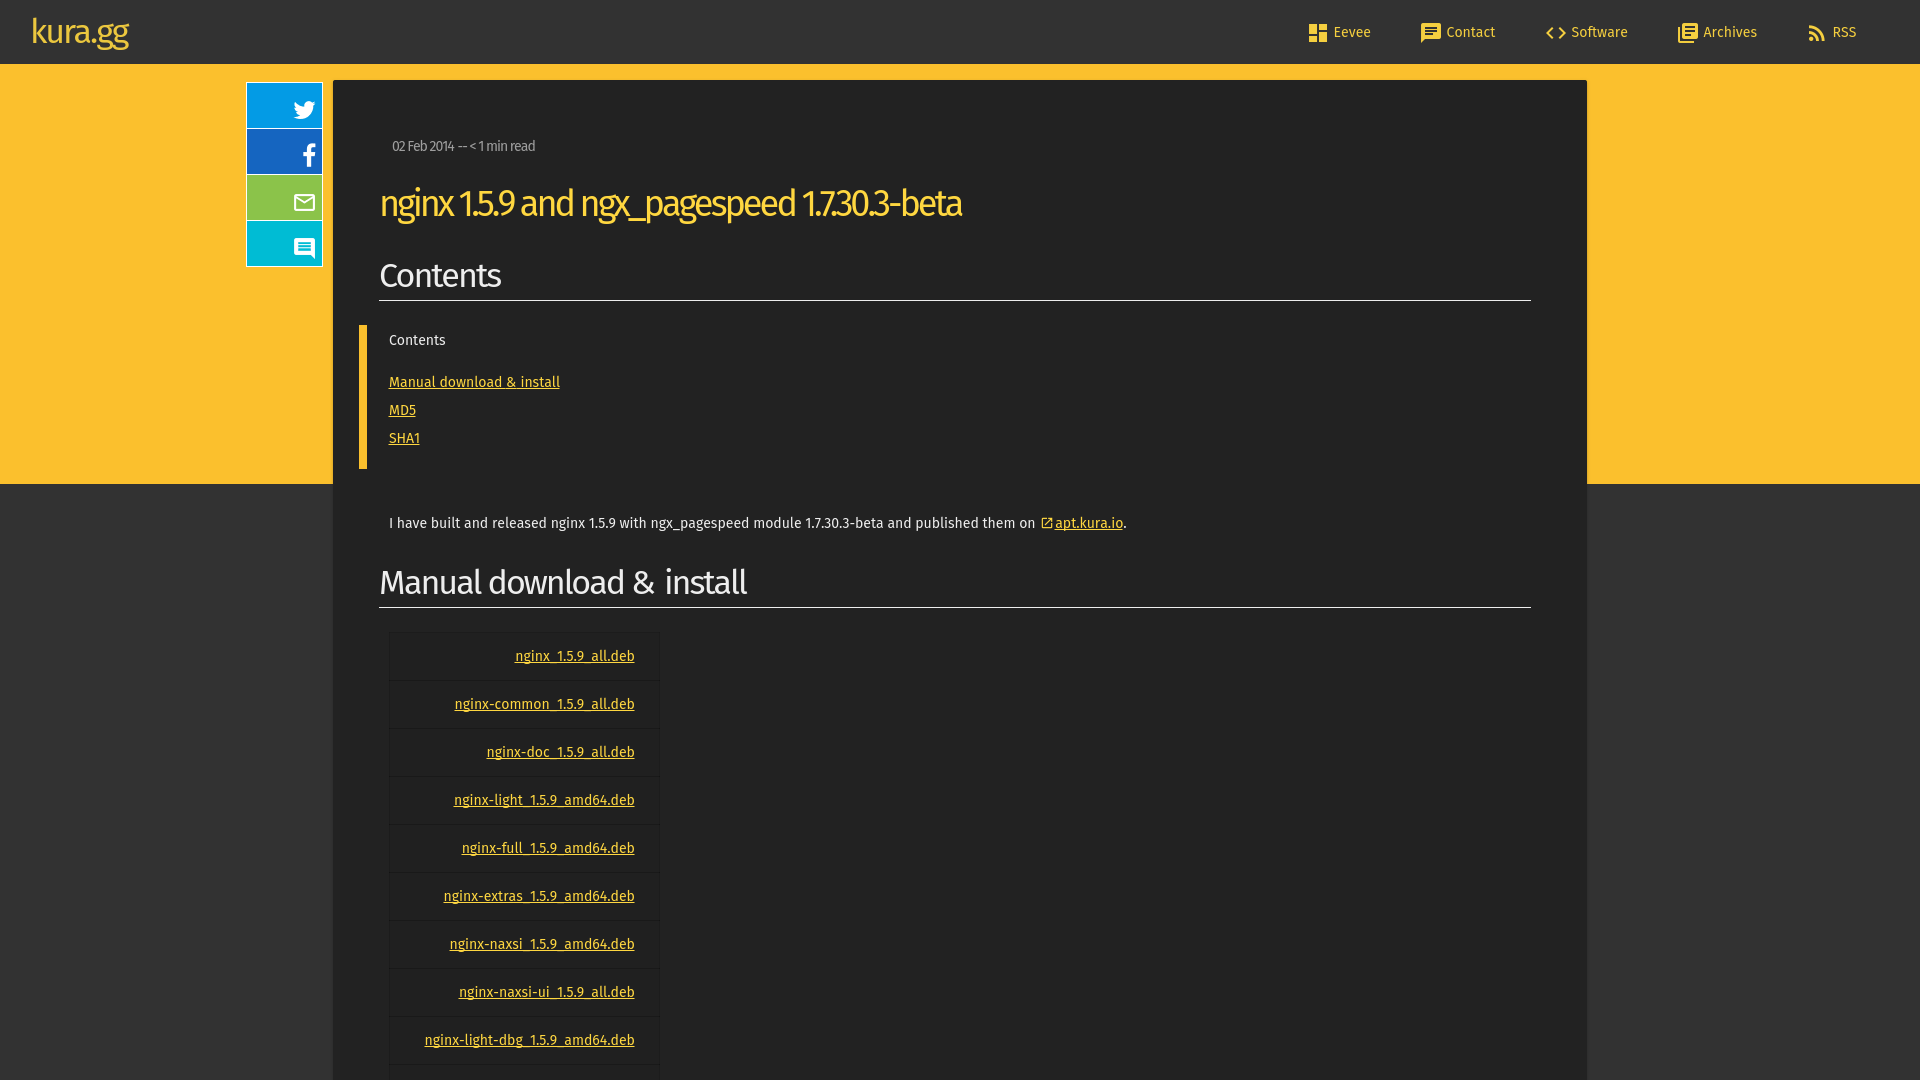 kura.gg
Eevee
Contact
Software
Archives
RSS
02 Feb 2014 -- < 1 min read
nginx 1.5.9 and ngx_pagespeed 1.7.30.3-beta
Contents
Contents
Manual download & install
MD5
SHA1
I have built and released nginx 1.5.9 with ngx_pagespeed module 1.7.30.3-beta and published them on apt.kura.io.
Manual download & install
nginx_1.5.9_all.deb
nginx-common_1.5.9_all.deb
nginx-doc_1.5.9_all.deb
nginx-light_1.5.9_amd64.deb
nginx-full_1.5.9_amd64.deb
nginx-extras_1.5.9_amd64.deb
nginx-naxsi_1.5.9_amd64.deb
nginx-naxsi-ui_1.5.9_all.deb
nginx-light-dbg_1.5.9_amd64.deb